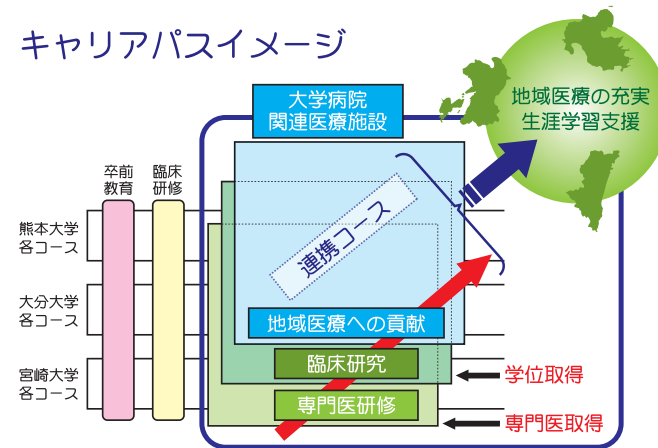 キャリアパスイメージ
大学病院
関連医療施設
地域医療の充実
生涯学習支援
卒前
教育
臨床
研修
熊本大学
各コース
大分大学
各コース
宮崎大学
各コース
連携コース
地域医療への貢献
臨床研究
専門医研修
学位取得
専門医取得